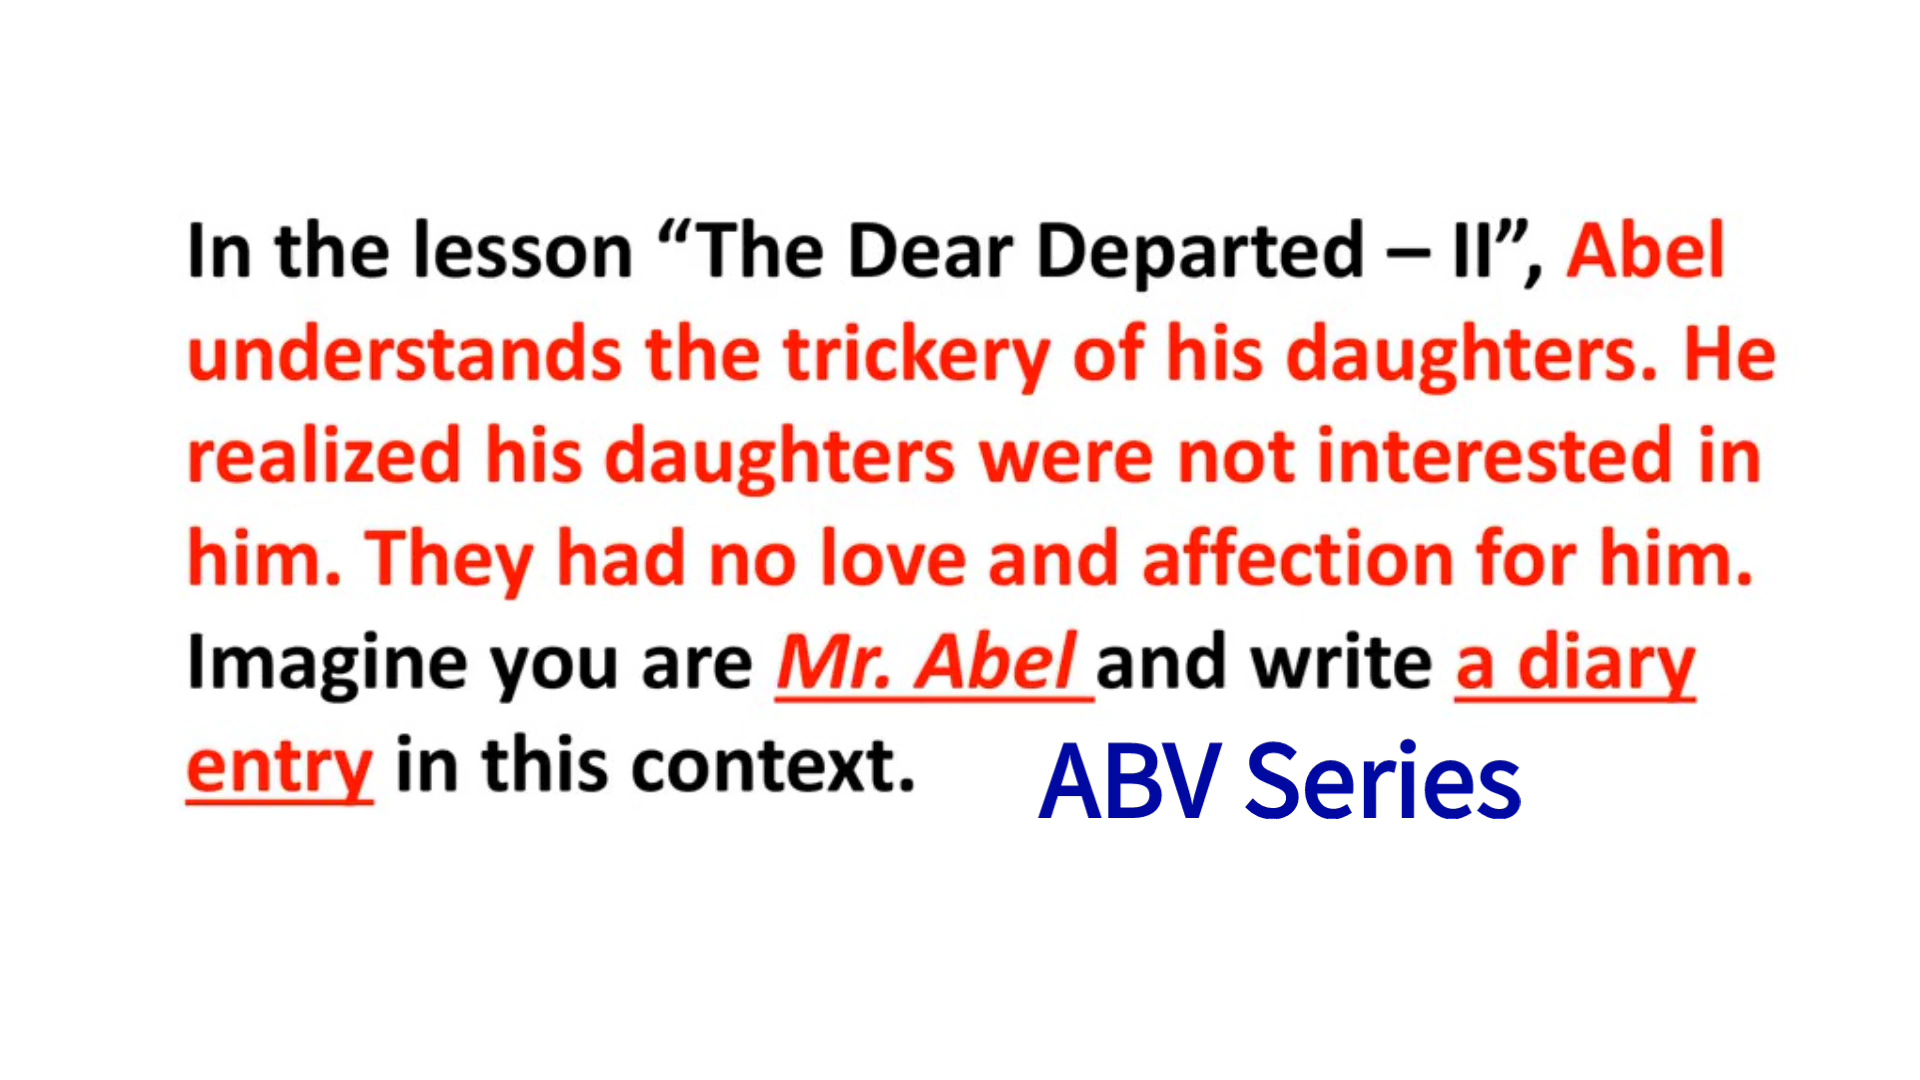 In the lesson “The Dear Departed – II”, Abel
understands the trickery of his daughters. He
realized his daughters were not interested in
him. They had no love and affection for him.
Imagine you are Mr. Abel and write a diary
entry in this context.
ABV Series